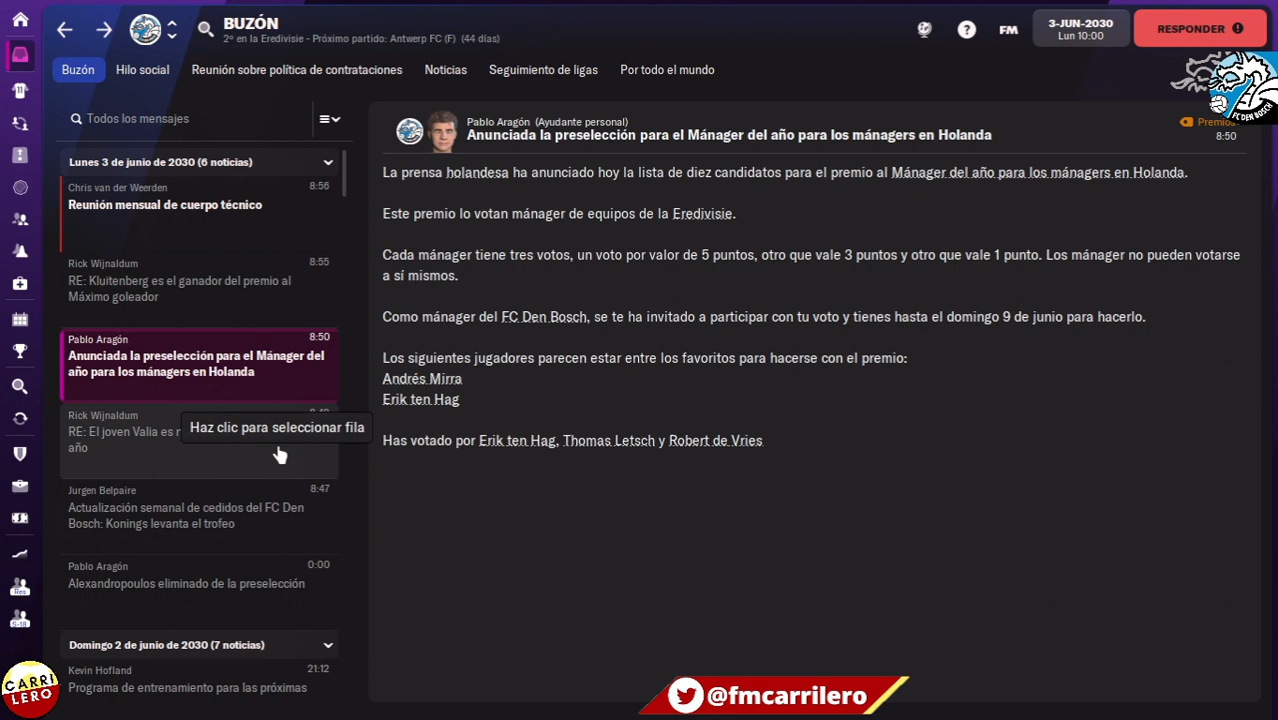 BUZÓN
2º en la Eredivisie - Próximo partido: Antwerp FC (F) (44 días)
FM
3-JUN-2030
Lun 10:00
RESPONDER
Buzón
Hilo social
Reunión sobre política de contrataciones
Noticias
Seguimiento de ligas
Por todo el mundo
FC DEN BOSCH
Todos los mensajes
Lunes 3 de junio de 2030 (6 noticias)
Chris van der Weerden
8:56
Reunión mensual de cuerpo técnico
Rick Wijnaldum
8:55
RE: Kluitenberg es el ganador del premio al
Máximo goleador
Pablo Aragón
8:50
Anunciada la preselección para el Mánager del
año para los mánagers en Holanda
Rick Wijnaldum
RE: El joven Valia es
año
Haz clic para seleccionar fila
Jurgen Belpaire
8:47
Actualización semanal de cedidos del FC Den
Bosch: Konings levanta el trofeo
Pablo Aragón
0:00
Alexandropoulos eliminado de la preselección
Domingo 2 de junio de 2030 (7 noticias)
Kevin Hofland
21:12
Programa de entrenamiento para las próximas
Pablo Aragón (Ayudante personal)
Anunciada la preselección para el Mánager del año para los mánagers en Holanda
Premios
8:50
La prensa holandesa ha anunciado hoy la lista de diez candidatos para el premio al Mánager del año para los mánagers en Holanda.
Este premio lo votan mánager de equipos de la Eredivisie.
Cada mánager tiene tres votos, un voto por valor de 5 puntos, otro que vale 3 puntos y otro que vale 1 punto. Los mánager no pueden votarse
a sí mismos.
Como mánager del FC Den Bosch, se te ha invitado a participar con tu voto y tienes hasta el domingo 9 de junio para hacerlo.
Los siguientes jugadores parecen estar entre los favoritos para hacerse con el premio:
Andrés Mirra
Erik ten Hag
Has votado por Erik ten Hag, Thomas Letsch y Robert de Vries
Res
S-18
CARRI
LERO
@fmcarrilero